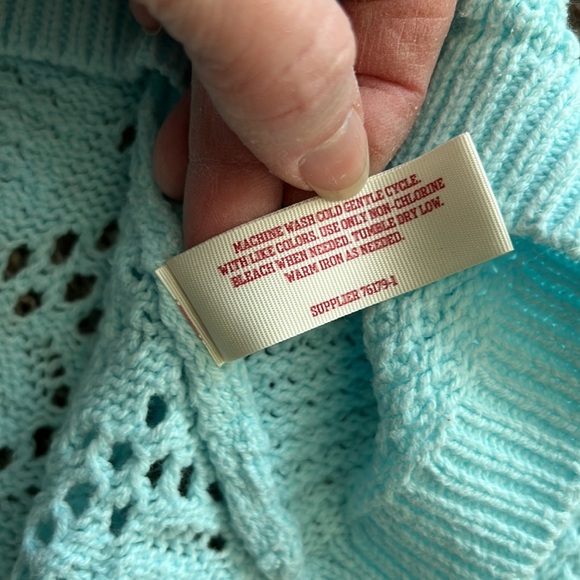 MACHINE WASH COLD GENTLE CYCLE.
WITH LIKE COLORS. USE ONLY NON-CHLORINE
BLEACH WHEN NEEDED. TUMBLE DRY LOW.
WARM IRON AS NEEDED.
SUPPLIER 76179-1